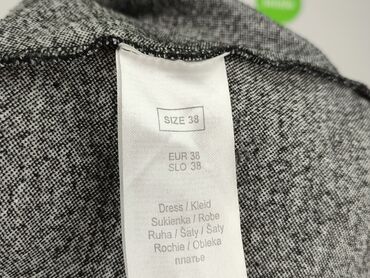 SIZE 38
EUR 38
SLO 38
Dress / Kleid
Sukienka / Robe
Ruha / Šaty / Šaty
Rochie / Obleka
платье